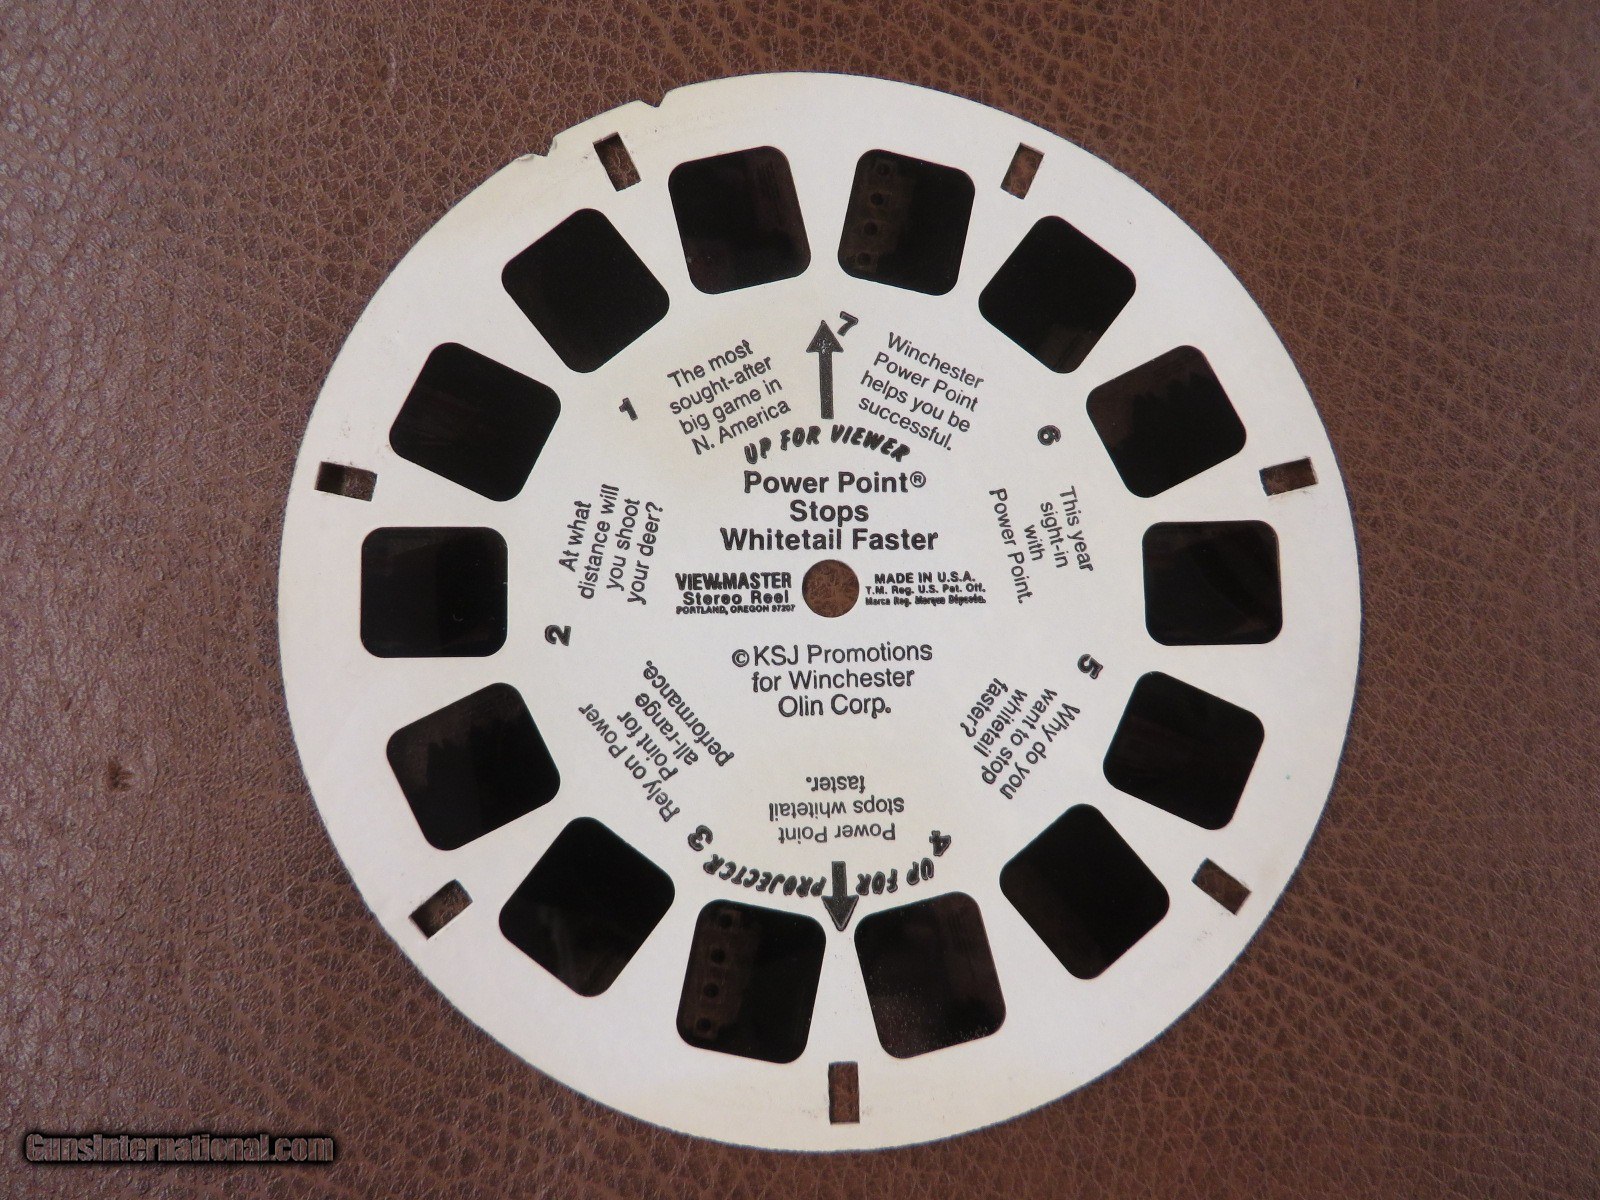 7
UP FOR VIEWER
Power Point®
Stops
Whitetail Faster
VIEW-MASTER
Stereo Reel
PORTLAND, OREGON 97207
MADE IN U.S.A.
T.M. Reg. U.S. Pat. Off.
Marca Reg. Marque Déposée.
©KSJ Promotions
for Winchester
Olin Corp.
The most
sought-after
big game in
N. America
1
At what
distance will
you shoot
your deer?
2
Rely on Power
Point for
all-range
performance.
3
Power Point
stops whitetail
faster.
4
Why do you
want to stop
whitetail
faster?
5
This year
sight-in
with
Power Point.
6
Winchester
Power Point
helps you be
successful.
UP FOR PROJECTOR
GunsInternational.com